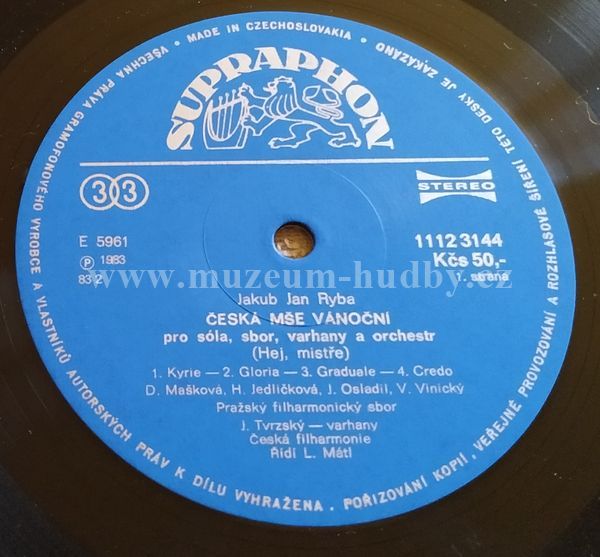 VŠECHNA PRÁVA GRAMOFONOVÉHO VÝROBCE A VLASTNÍKŮ AUTORSKÝCH PRÁV K DÍLU VYHRAŽENA. POŘIZOVÁNÍ KOPIÍ, VEŘEJNÉ PROVOZOVÁNÍ A ROZHLASOVÉ ŠÍŘENÍ TÉTO DESKY JE ZAKÁZÁNO • MADE IN CZECHOSLOVAKIA •
SUPRAPHON
33
STEREO
E 5961
1112 3144
Ⓟ 1983
Kčs 50,-
83 2
1. strana
www.muzeum-hudby.cz
Jakub Jan Ryba
ČESKÁ MŠE VÁNOČNÍ
pro sóla, sbor, varhany a orchestr
(Hej, mistře)
1. Kyrie — 2. Gloria — 3. Graduale — 4. Credo
D. Mašková, H. Jedličková, J. Osladil, V. Vinický
Pražský filharmonický sbor
J. Tvrzský — varhany
Česká filharmonie
Řídí L. Mátl